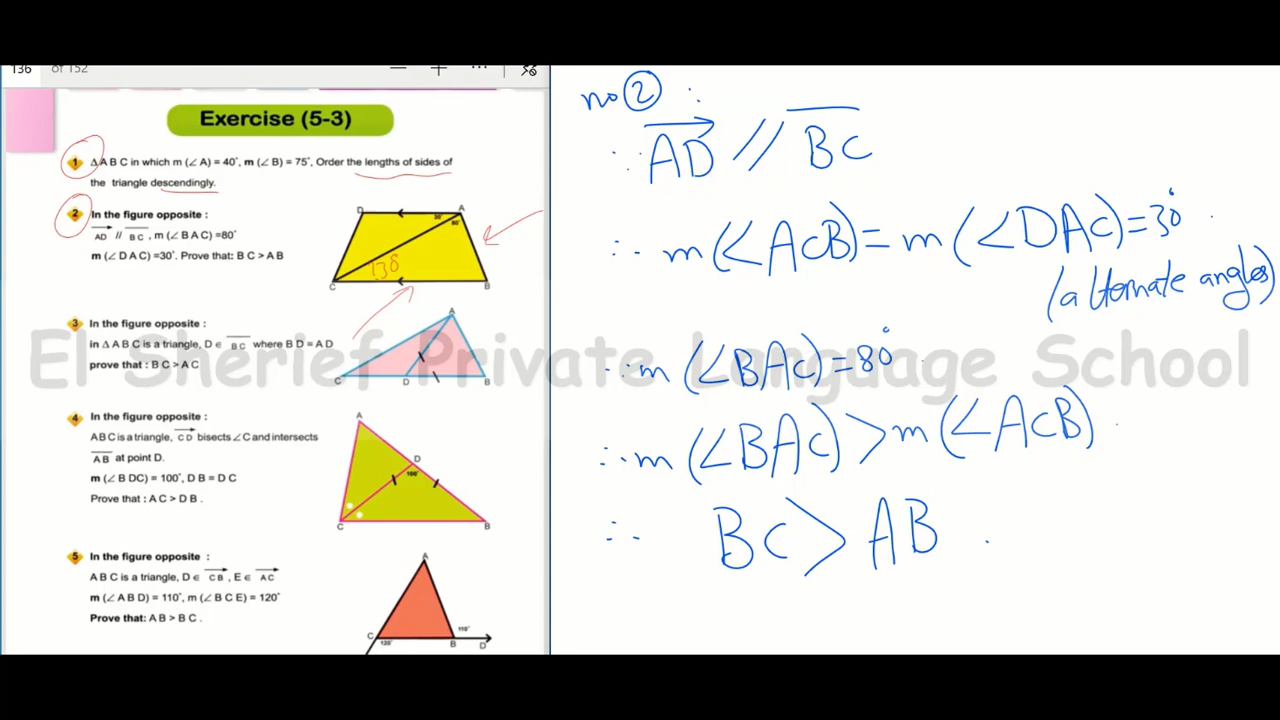 136 of 152
Exercise (5-3)
1 Δ A B C in which m (∠ A) = 40°, m (∠ B) = 75°, Order the lengths of sides of
the triangle descendingly.
2 In the figure opposite :
AD // BC , m (∠ B A C) =80°
m (∠ D A C) =30°. Prove that: B C > A B
D A 30° 80° 30° C B
3 In the figure opposite :
in Δ A B C is a triangle, D ∈ BC where B D = A D
prove that : B C > A C
A C D B
4 In the figure opposite :
A B C is a triangle, CD bisects ∠ C and intersects
AB at point D.
m (∠ B DC) = 100°, D B = D C
Prove that : A C > D B .
A D 100° C B
5 In the figure opposite :
A B C is a triangle, D ∈ CB , E ∈ AC
m (∠ A B D) = 110°, m (∠ B C E) = 120°
Prove that: A B > B C .
A C 120° B 110° D
no 2 :
∵ AD // BC
∴ m (∠ACB) = m (∠DAC) = 30°
(alternate angles)
∵ m (∠BAC) = 80°
∴ m (∠BAC) > m (∠ACB)
∴ BC > AB .
El Sherief Private Language School